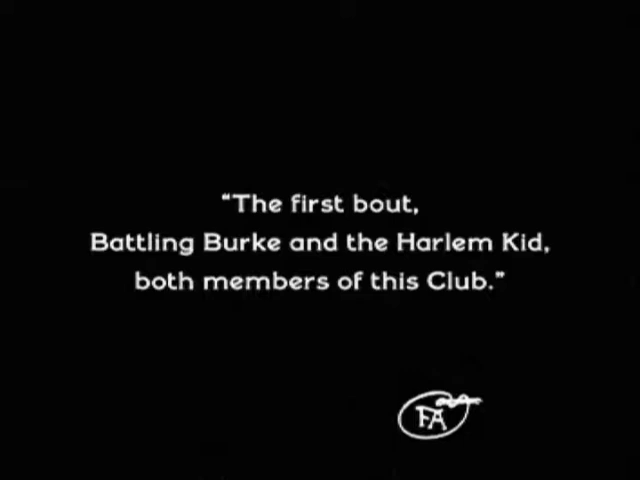 “The first bout,
Battling Burke and the Harlem Kid,
both members of this Club.”
FA